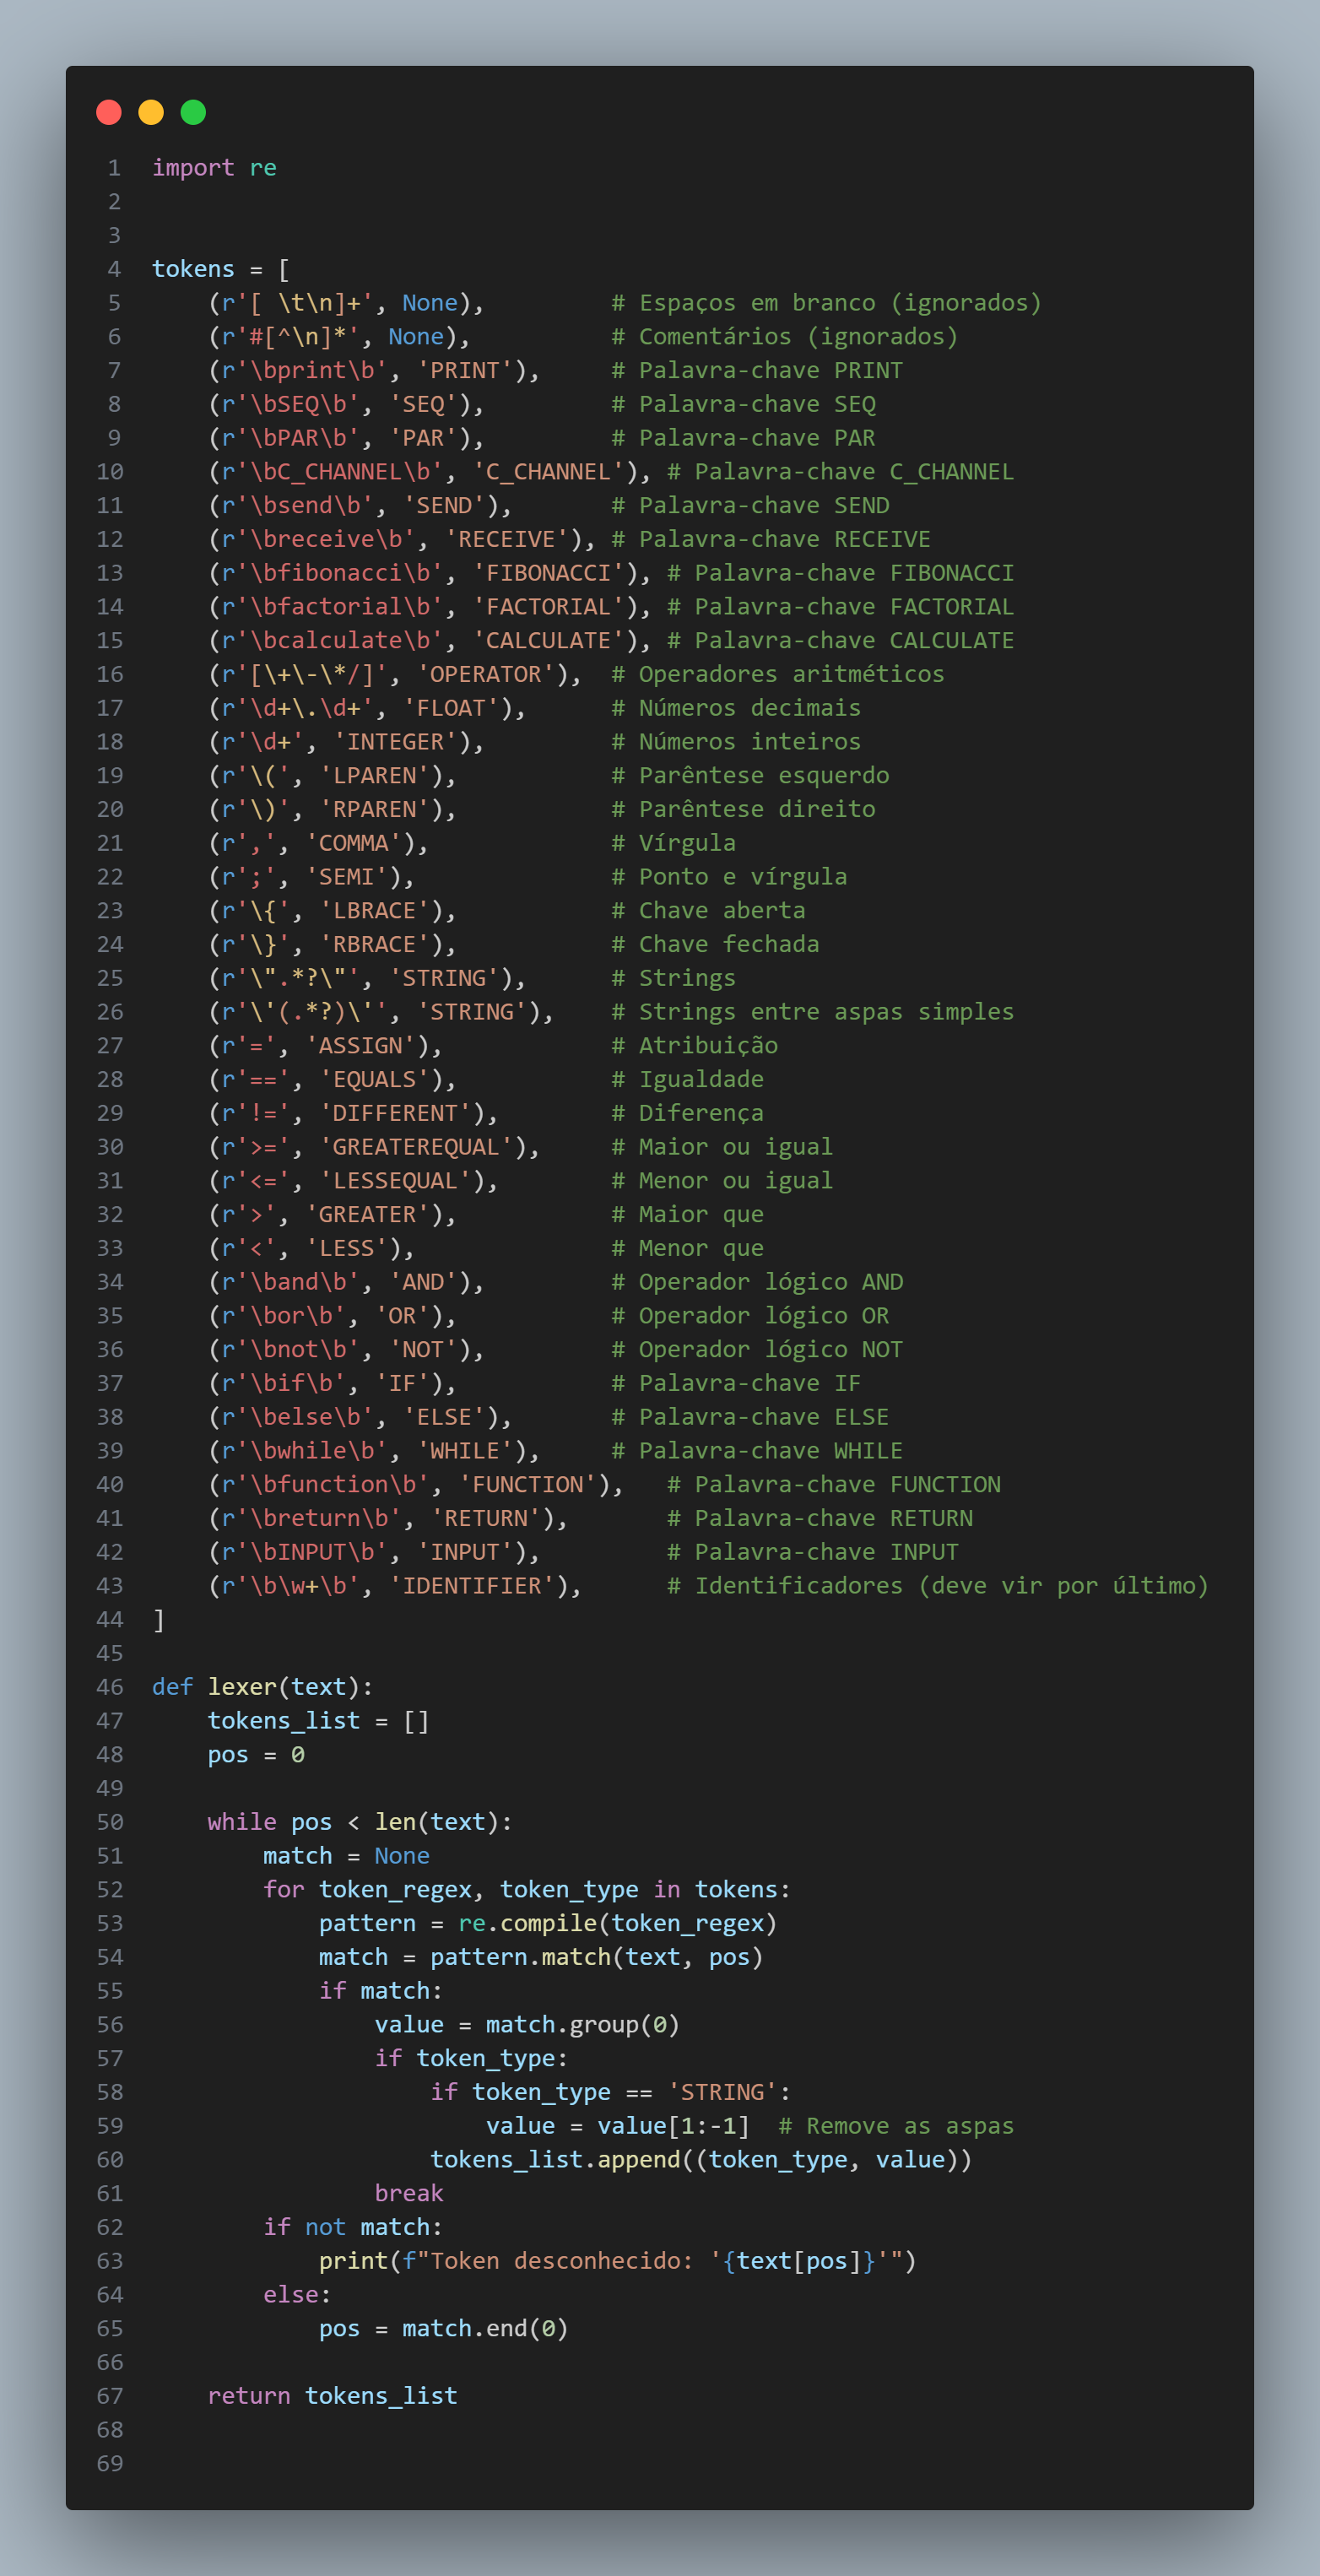 1 import re
2
3
4 tokens = [
5     (r'[ \t\n]+', None),         # Espaços em branco (ignorados)
6     (r'#[^\n]*', None),          # Comentários (ignorados)
7     (r'\bprint\b', 'PRINT'),     # Palavra-chave PRINT
8     (r'\bSEQ\b', 'SEQ'),         # Palavra-chave SEQ
9     (r'\bPAR\b', 'PAR'),         # Palavra-chave PAR
10     (r'\bC_CHANNEL\b', 'C_CHANNEL'), # Palavra-chave C_CHANNEL
11     (r'\bsend\b', 'SEND'),       # Palavra-chave SEND
12     (r'\breceive\b', 'RECEIVE'), # Palavra-chave RECEIVE
13     (r'\bfibonacci\b', 'FIBONACCI'), # Palavra-chave FIBONACCI
14     (r'\bfactorial\b', 'FACTORIAL'), # Palavra-chave FACTORIAL
15     (r'\bcalculate\b', 'CALCULATE'), # Palavra-chave CALCULATE
16     (r'[\+\-\*/]', 'OPERATOR'),  # Operadores aritméticos
17     (r'\d+\.\d+', 'FLOAT'),      # Números decimais
18     (r'\d+', 'INTEGER'),         # Números inteiros
19     (r'\(', 'LPAREN'),           # Parêntese esquerdo
20     (r'\)', 'RPAREN'),           # Parêntese direito
21     (r',', 'COMMA'),             # Vírgula
22     (r';', 'SEMI'),              # Ponto e vírgula
23     (r'\{', 'LBRACE'),           # Chave aberta
24     (r'\}', 'RBRACE'),           # Chave fechada
25     (r'\".*?\"', 'STRING'),      # Strings
26     (r'\'(.*?)\'', 'STRING'),    # Strings entre aspas simples
27     (r'=', 'ASSIGN'),            # Atribuição
28     (r'==', 'EQUALS'),           # Igualdade
29     (r'!=', 'DIFFERENT'),        # Diferença
30     (r'>=', 'GREATEREQUAL'),     # Maior ou igual
31     (r'<=', 'LESSEQUAL'),        # Menor ou igual
32     (r'>', 'GREATER'),           # Maior que
33     (r'<', 'LESS'),              # Menor que
34     (r'\band\b', 'AND'),         # Operador lógico AND
35     (r'\bor\b', 'OR'),           # Operador lógico OR
36     (r'\bnot\b', 'NOT'),         # Operador lógico NOT
37     (r'\bif\b', 'IF'),           # Palavra-chave IF
38     (r'\belse\b', 'ELSE'),       # Palavra-chave ELSE
39     (r'\bwhile\b', 'WHILE'),     # Palavra-chave WHILE
40     (r'\bfunction\b', 'FUNCTION'),   # Palavra-chave FUNCTION
41     (r'\breturn\b', 'RETURN'),       # Palavra-chave RETURN
42     (r'\bINPUT\b', 'INPUT'),         # Palavra-chave INPUT
43     (r'\b\w+\b', 'IDENTIFIER'),      # Identificadores (deve vir por último)
44 ]
45
46 def lexer(text):
47     tokens_list = []
48     pos = 0
49
50     while pos < len(text):
51         match = None
52         for token_regex, token_type in tokens:
53             pattern = re.compile(token_regex)
54             match = pattern.match(text, pos)
55             if match:
56                 value = match.group(0)
57                 if token_type:
58                     if token_type == 'STRING':
59                         value = value[1:-1]  # Remove as aspas
60                     tokens_list.append((token_type, value))
61                 break
62         if not match:
63             print(f"Token desconhecido: '{text[pos]}'")
64         else:
65             pos = match.end(0)
66
67     return tokens_list
68
69